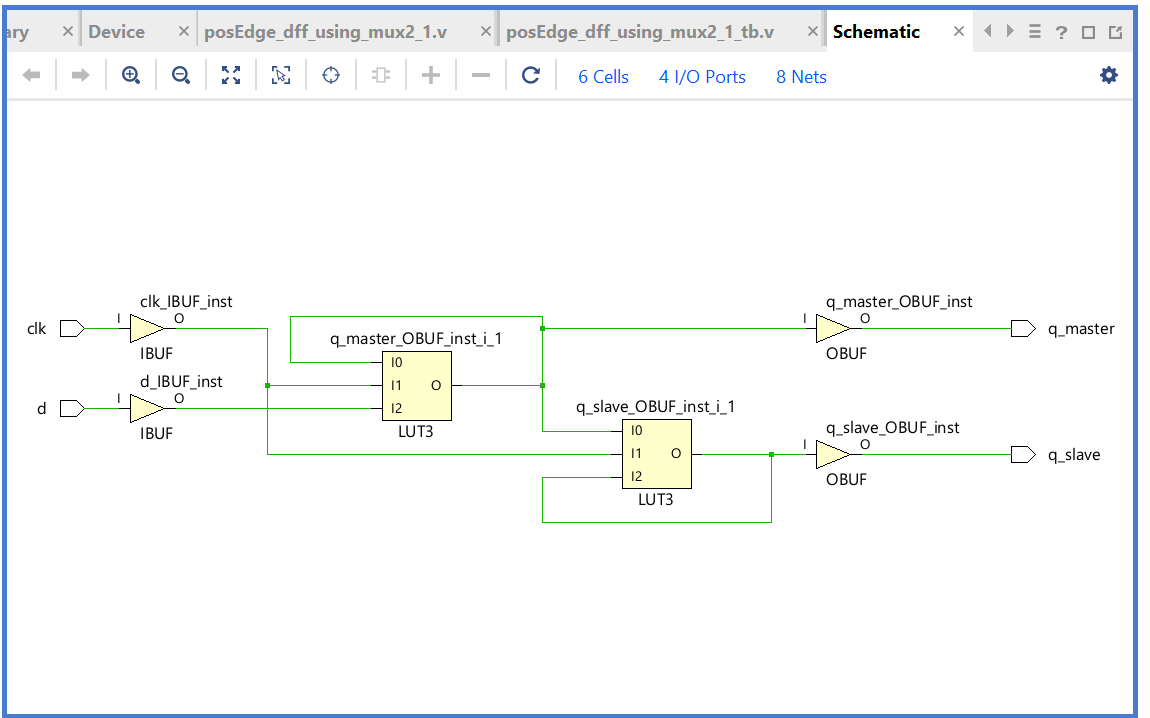 ary Device posEdge_dff_using_mux2_1.v posEdge_dff_using_mux2_1_tb.v Schematic
6 Cells 4 I/O Ports 8 Nets
clk_IBUF_inst q_master_OBUF_inst
I O I O
clk q_master_OBUF_inst_i_1 q_master
IBUF OBUF
I0
d_IBUF_inst I1 O
I O
d I2 q_slave_OBUF_inst_i_1
IBUF LUT3 q_slave_OBUF_inst
I0
I O
I1 O q_slave
I2 OBUF
LUT3